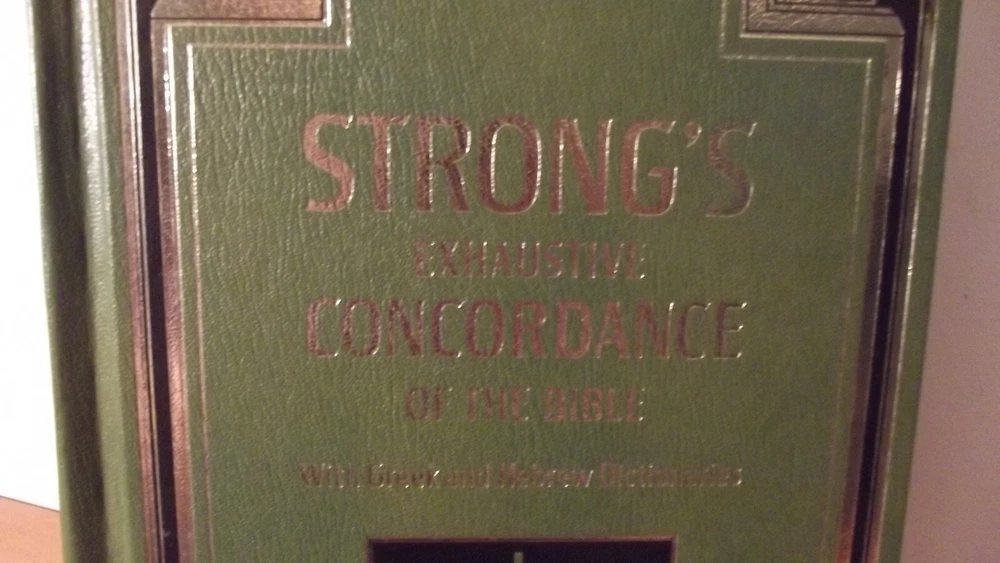 STRONG'S
EXHAUSTIVE
CONCORDANCE
OF THE BIBLE
With Greek and Hebrew Dictionaries